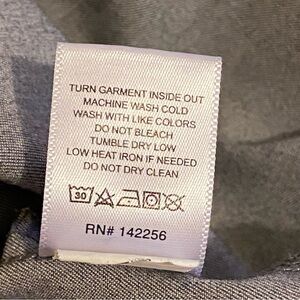 TURN GARMENT INSIDE OUT
MACHINE WASH COLD
WASH WITH LIKE COLORS
DO NOT BLEACH
TUMBLE DRY LOW
LOW HEAT IRON IF NEEDED
DO NOT DRY CLEAN
30
RN# 142256